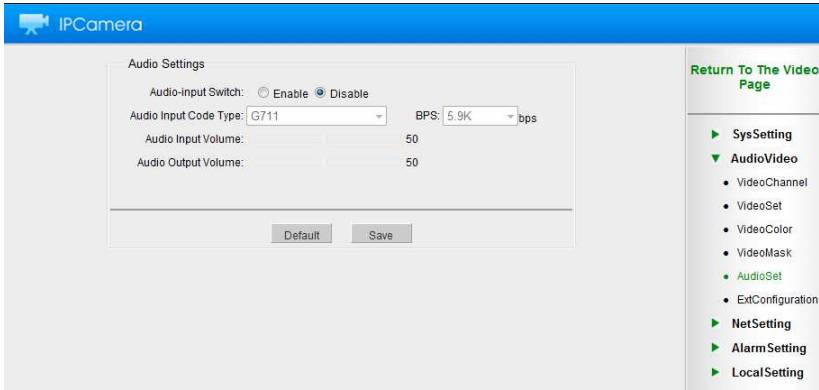 IPCamera
Audio Settings
Audio-input Switch: Enable Disable
Audio Input Code Type: G711 BPS: 5.9K bps
Audio Input Volume: 50
Audio Output Volume: 50
Default Save
Return To The Video
Page
SysSetting
AudioVideo
VideoChannel
VideoSet
VideoColor
VideoMask
AudioSet
ExtConfiguration
NetSetting
AlarmSetting
LocalSetting